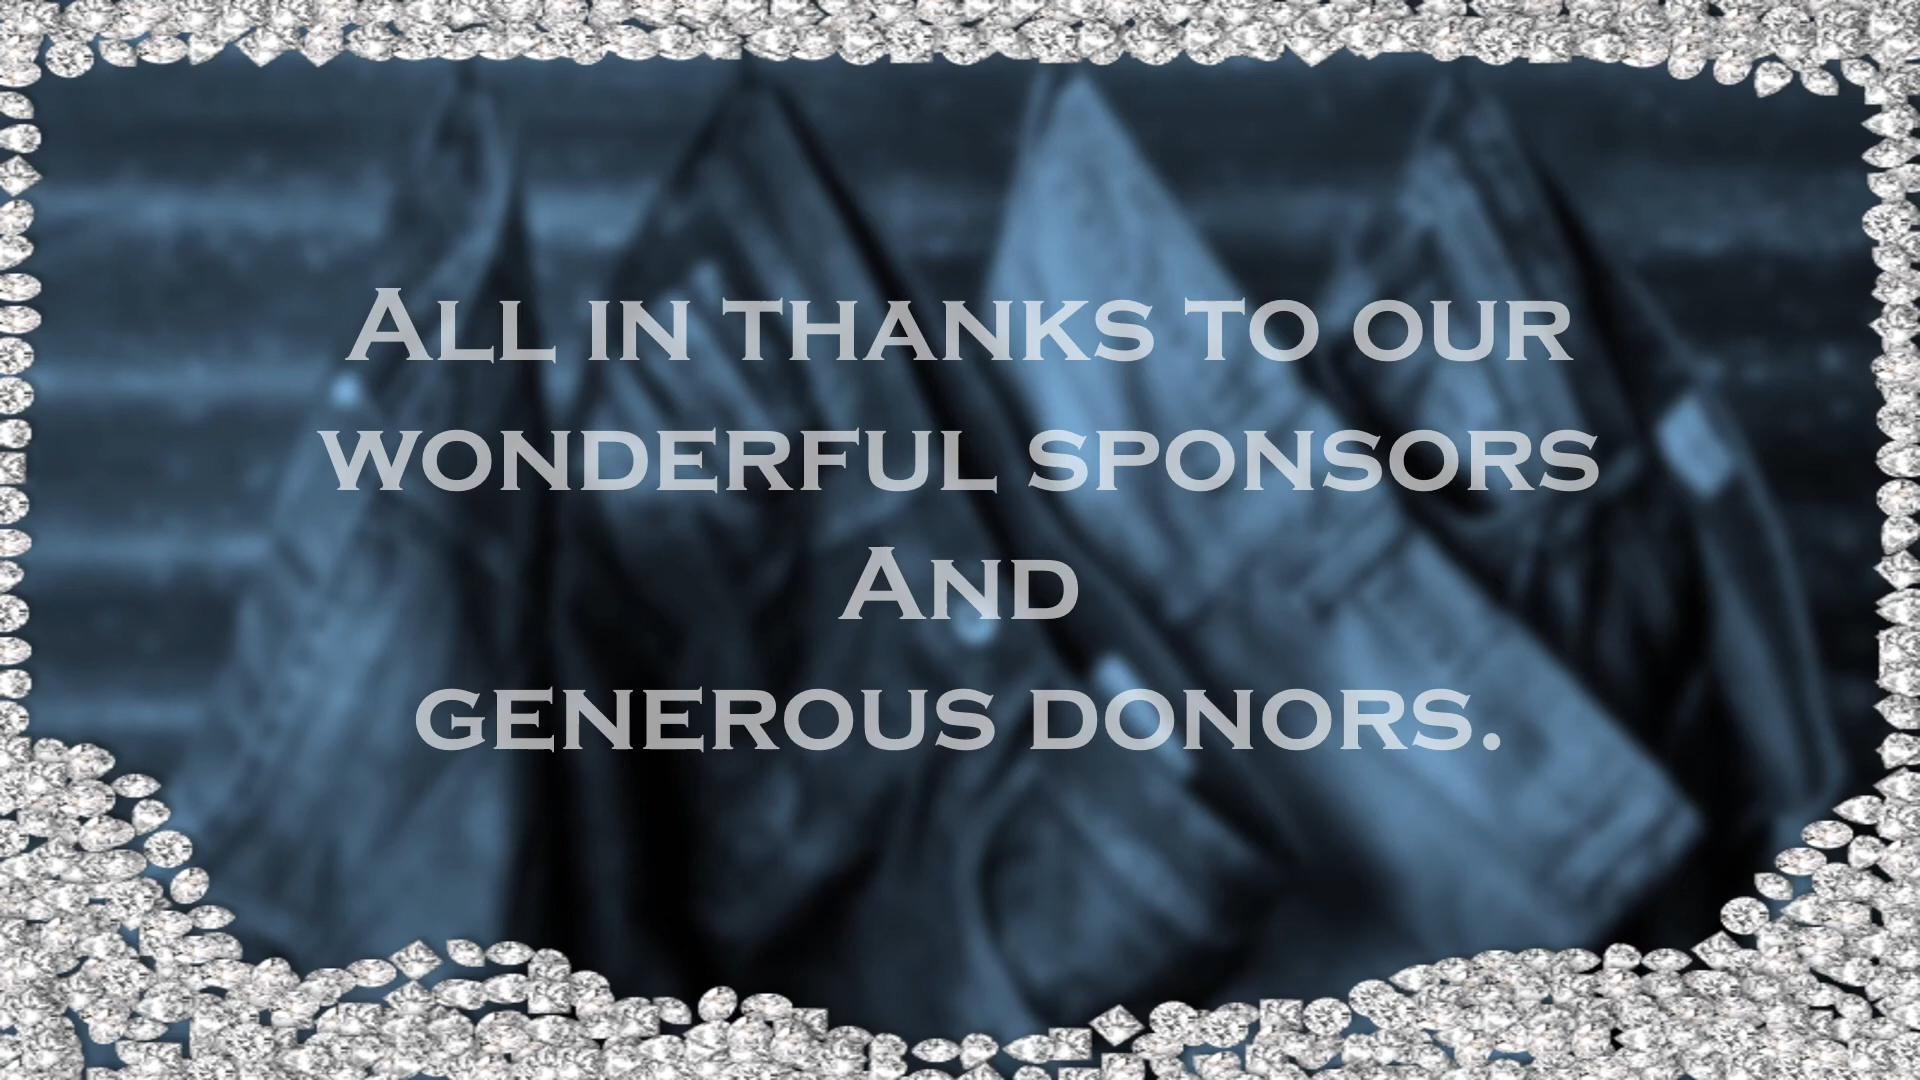 All in thanks to our
wonderful sponsors
And
generous donors.